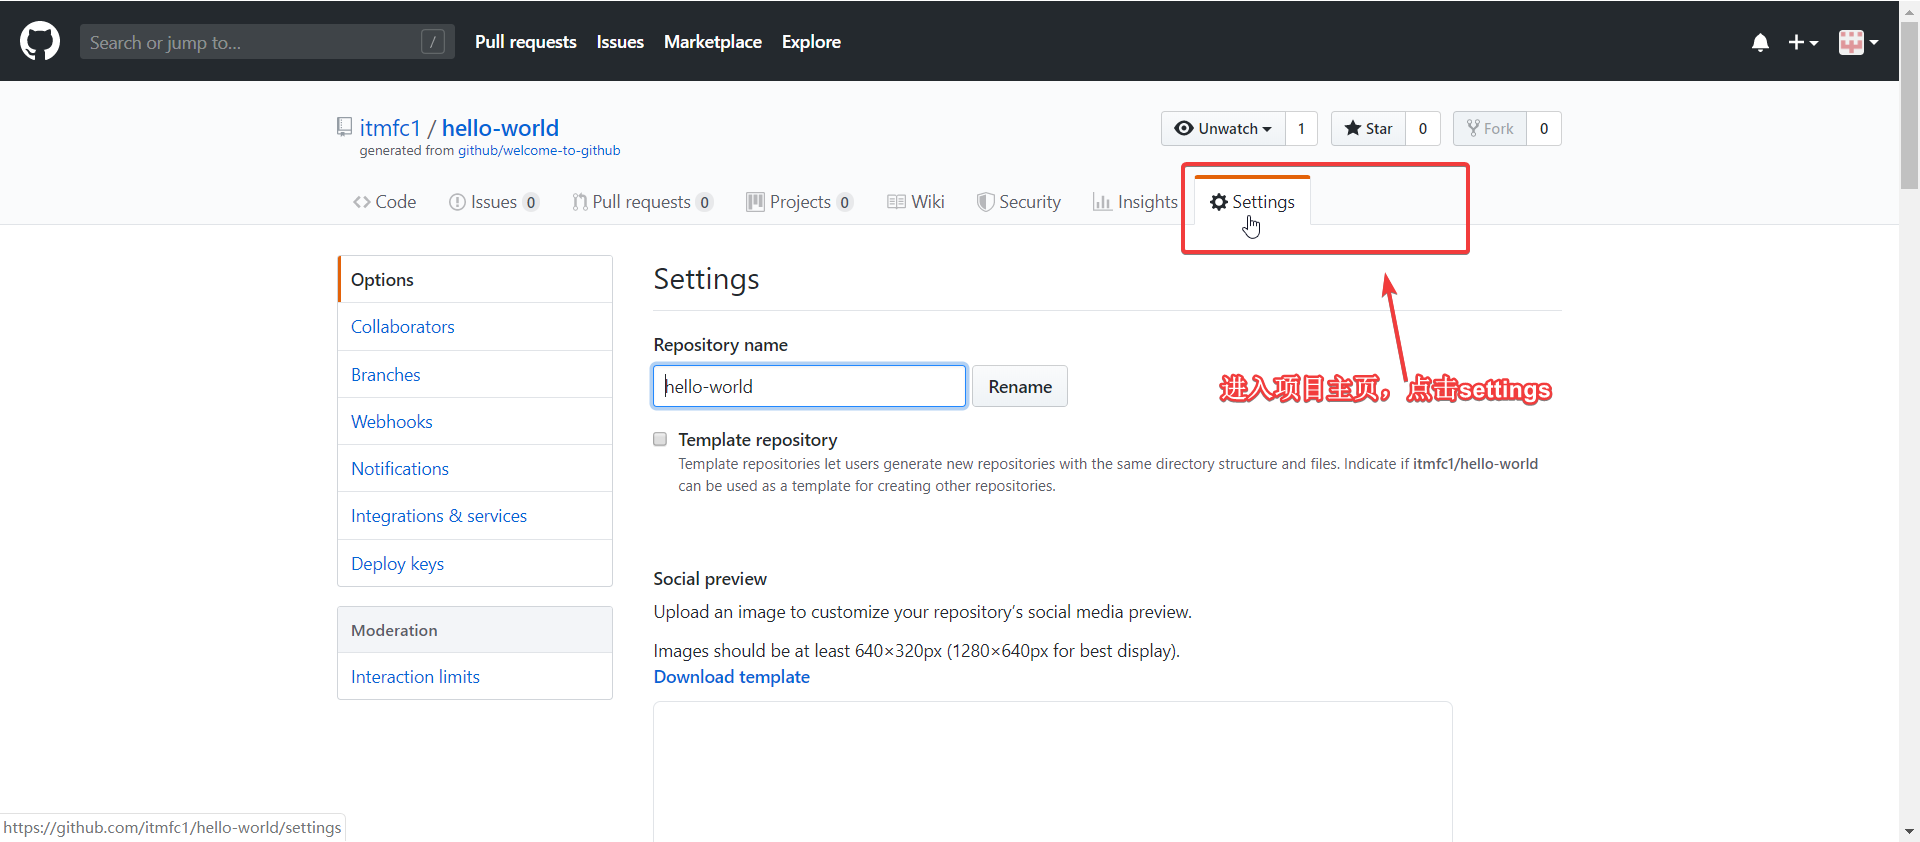 Search or jump to... /
Pull requests Issues Marketplace Explore
itmfc1 / hello-world
generated from github/welcome-to-github
Unwatch 1 Star 0 Fork 0
Code Issues 0 Pull requests 0 Projects 0 Wiki Security Insights Settings
Options
Collaborators
Branches
Webhooks
Notifications
Integrations & services
Deploy keys
Moderation
Interaction limits
Settings
Repository name
hello-world Rename
进入项目主页，点击settings
Template repository
Template repositories let users generate new repositories with the same directory structure and files. Indicate if itmfc1/hello-world
can be used as a template for creating other repositories.
Social preview
Upload an image to customize your repository’s social media preview.
Images should be at least 640×320px (1280×640px for best display).
Download template
https://github.com/itmfc1/hello-world/settings